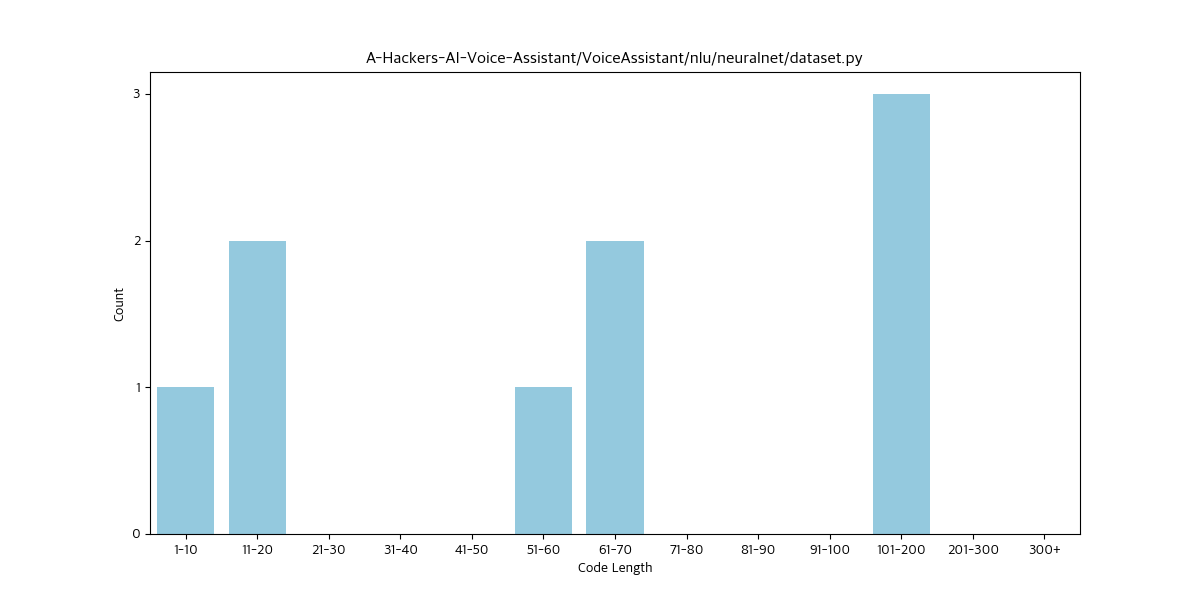 A-Hackers-AI-Voice-Assistant/VoiceAssistant/nlu/neuralnet/dataset.py
3
2
1
0
Count
1-10 11-20 21-30 31-40 41-50 51-60 61-70 71-80 81-90 91-100 101-200 201-300 300+
Code Length